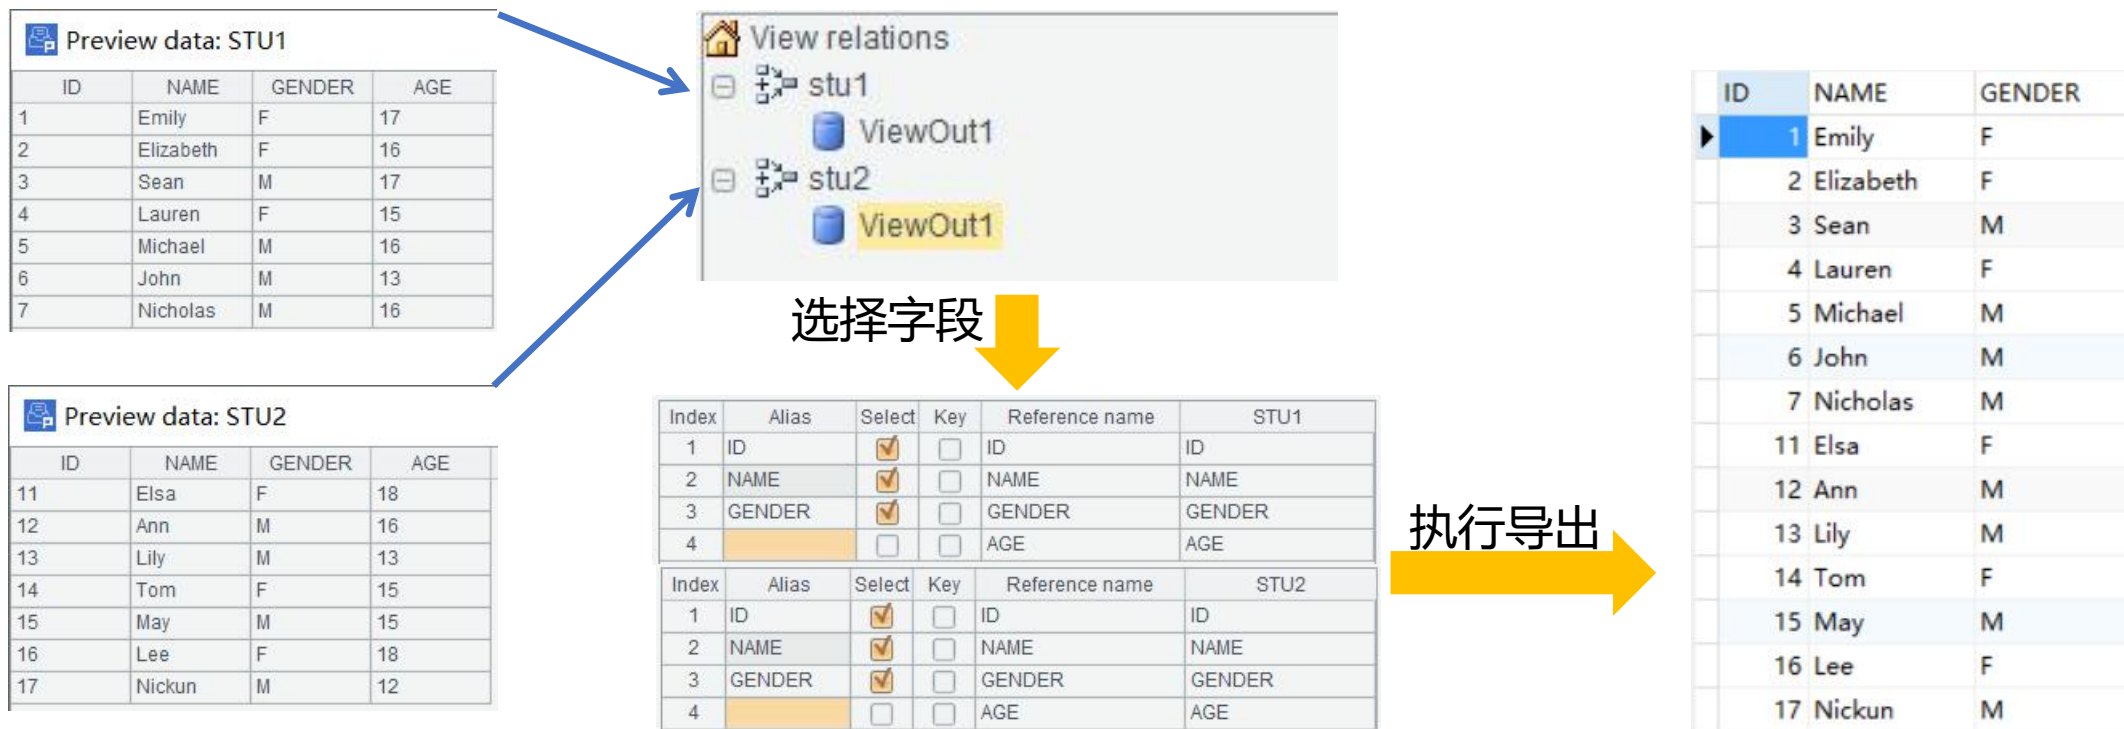 Preview data: STU1
ID NAME GENDER AGE
1 Emily F 17
2 Elizabeth F 16
3 Sean M 17
4 Lauren F 15
5 Michael M 16
6 John M 13
7 Nicholas M 16
Preview data: STU2
ID NAME GENDER AGE
11 Elsa F 18
12 Ann M 16
13 Lily M 13
14 Tom F 15
15 May M 15
16 Lee F 18
17 Nickun M 12
View relations
stu1
ViewOut1
stu2
ViewOut1
选择字段
Index Alias Select Key Reference name STU1
1 ID ID ID
2 NAME NAME NAME
3 GENDER GENDER GENDER
4 AGE AGE
Index Alias Select Key Reference name STU2
1 ID ID ID
2 NAME NAME NAME
3 GENDER GENDER GENDER
4 AGE AGE
执行导出
ID NAME GENDER
1 Emily F
2 Elizabeth F
3 Sean M
4 Lauren F
5 Michael M
6 John M
7 Nicholas M
11 Elsa F
12 Ann M
13 Lily M
14 Tom F
15 May M
16 Lee F
17 Nickun M